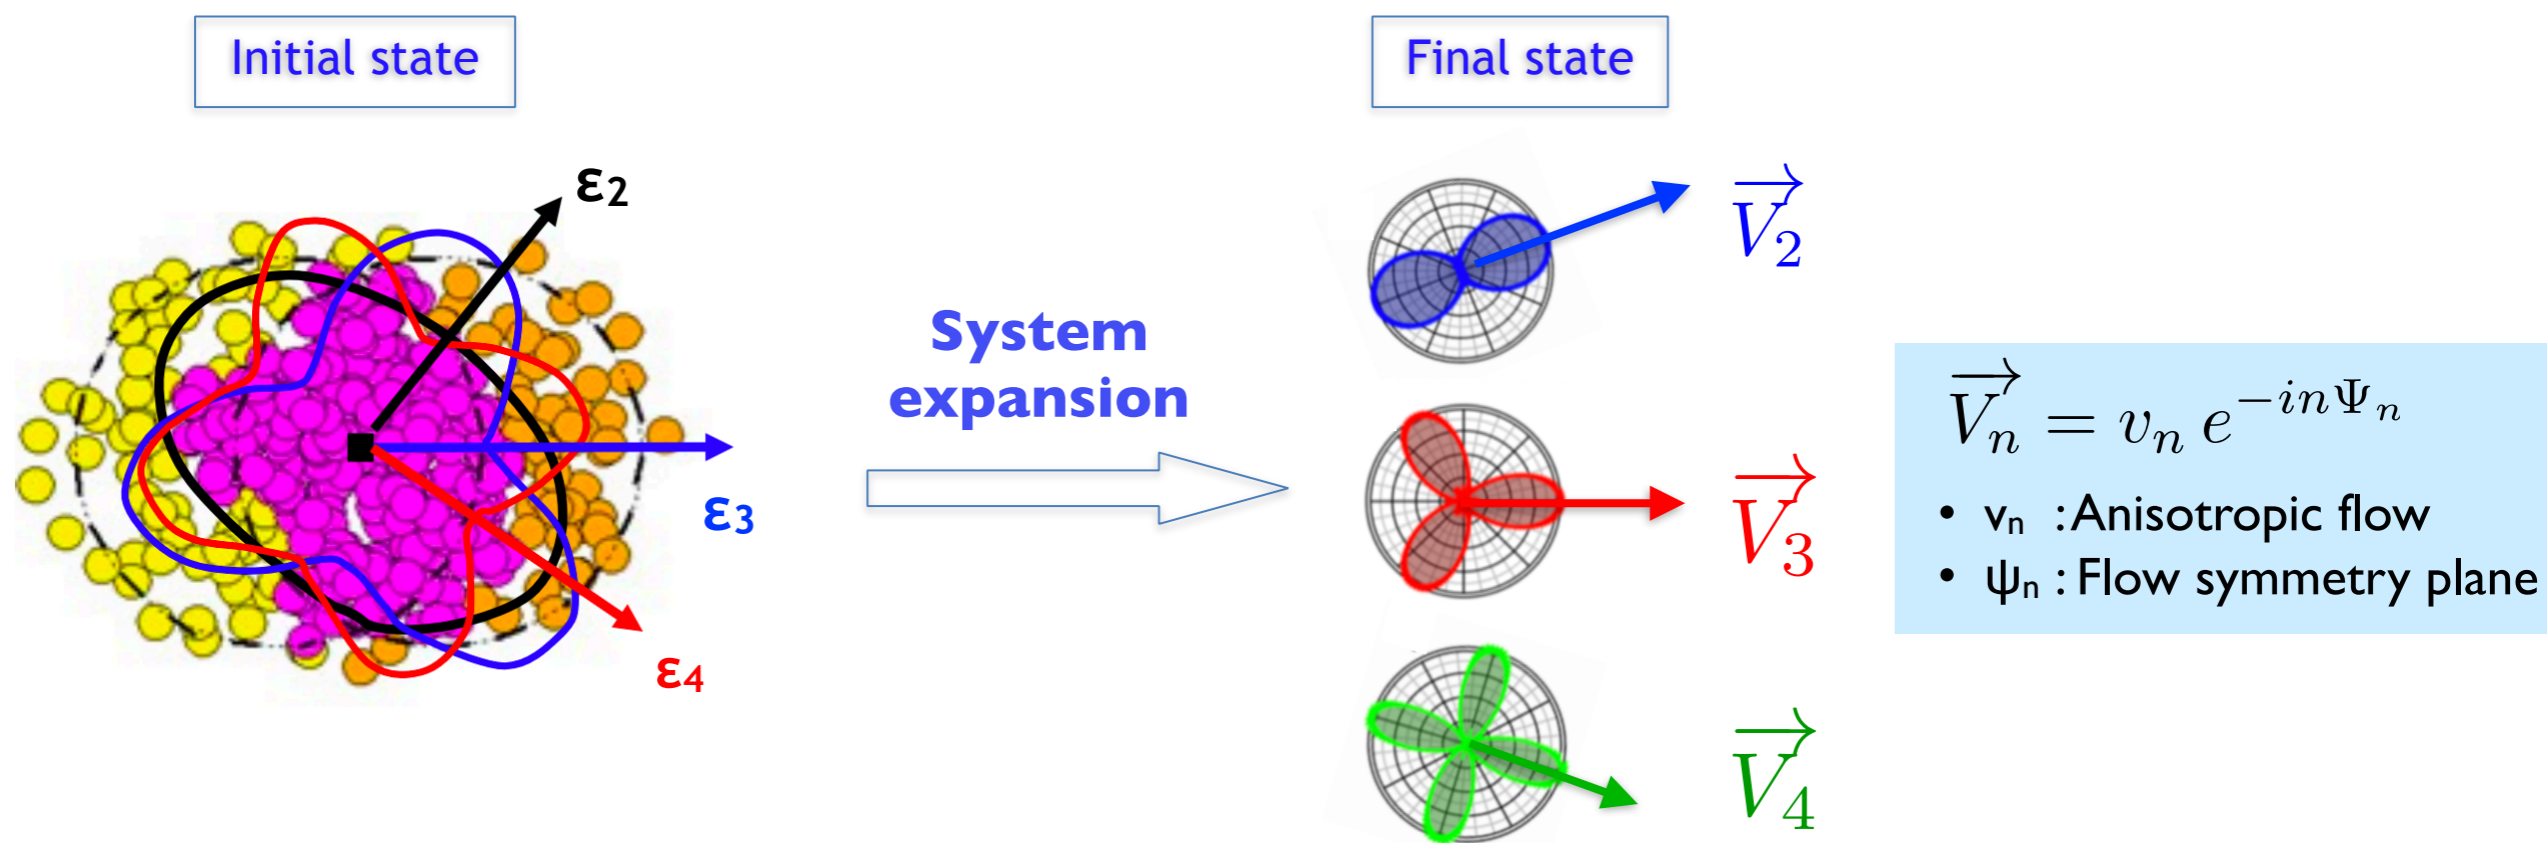 Initial state
Final state
ε2
ε3
ε4
System
expansion
V₂
V₃
V₄
Vₙ = vₙ e^{-inΨₙ}
• vₙ : Anisotropic flow
• ψₙ : Flow symmetry plane